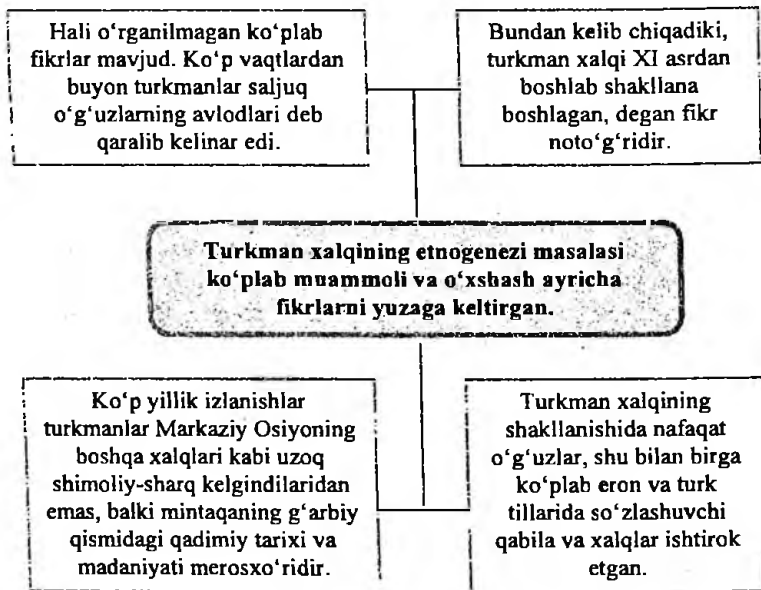 Hali o‘rganilmagan ko‘plab
fikrlar mavjud. Ko‘p vaqtlardan
buyon turkmanlar saljuq
o‘g‘uzlarning avlodlari deb
qaralib kelinar edi.
Bundan kelib chiqadiki,
turkman xalqi XI asrdan
boshlab shakllana
boshlagan, degan fikr
noto‘g‘ridir.
Turkman xalqining etnogenezi masalasi
ko‘plab muammoli va o‘xshash ayricha
fikrlarni yuzaga keltirgan.
Ko‘p yillik izlanishlar
turkmanlar Markaziy Osiyoning
boshqa xalqlari kabi uzoq
shimoliy-sharq kelgindilaridan
emas, balki mintaqaning g‘arbiy
qismidagi qadimiy tarixi va
madaniyati merosxo‘ridir.
Turkman xalqining
shakllanishida nafaqat
o‘g‘uzlar, shu bilan birga
ko‘plab eron va turk
tillarida so‘zlashuvchi
qabila va xalqlar ishtirok
etgan.